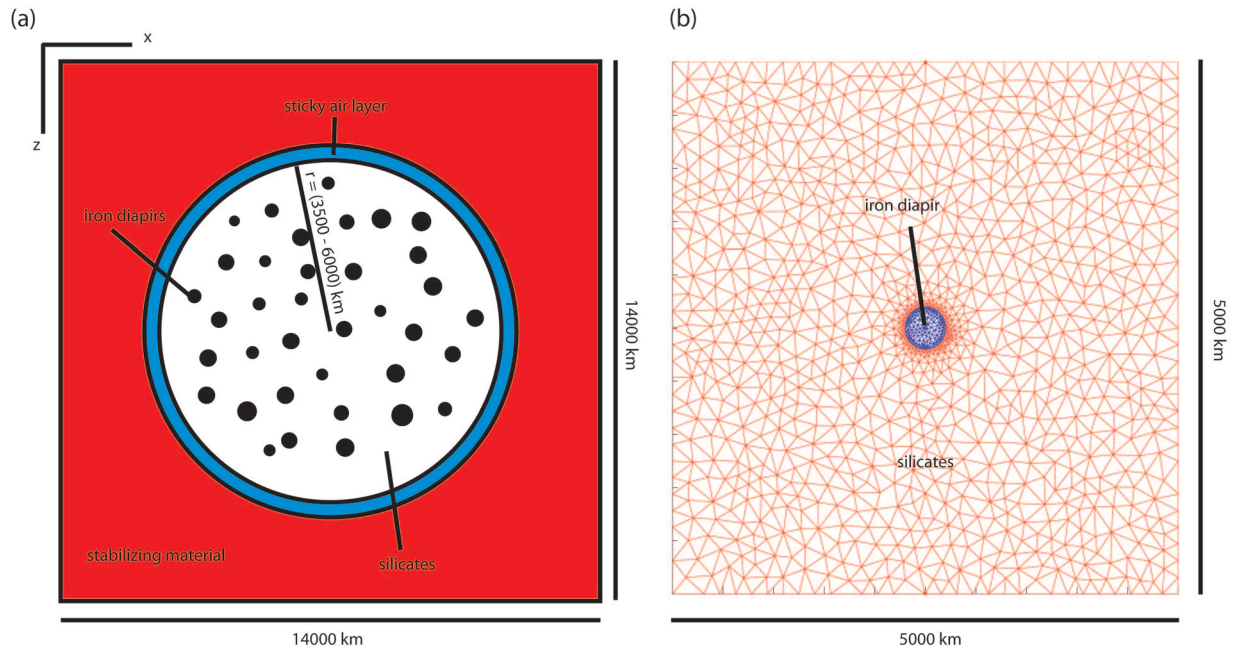 (a)
x
z
sticky air layer
r = (3500 - 6000) km
iron diapirs
stabilizing material
silicates
14000 km
14000 km
(b)
iron diapir
silicates
5000 km
5000 km